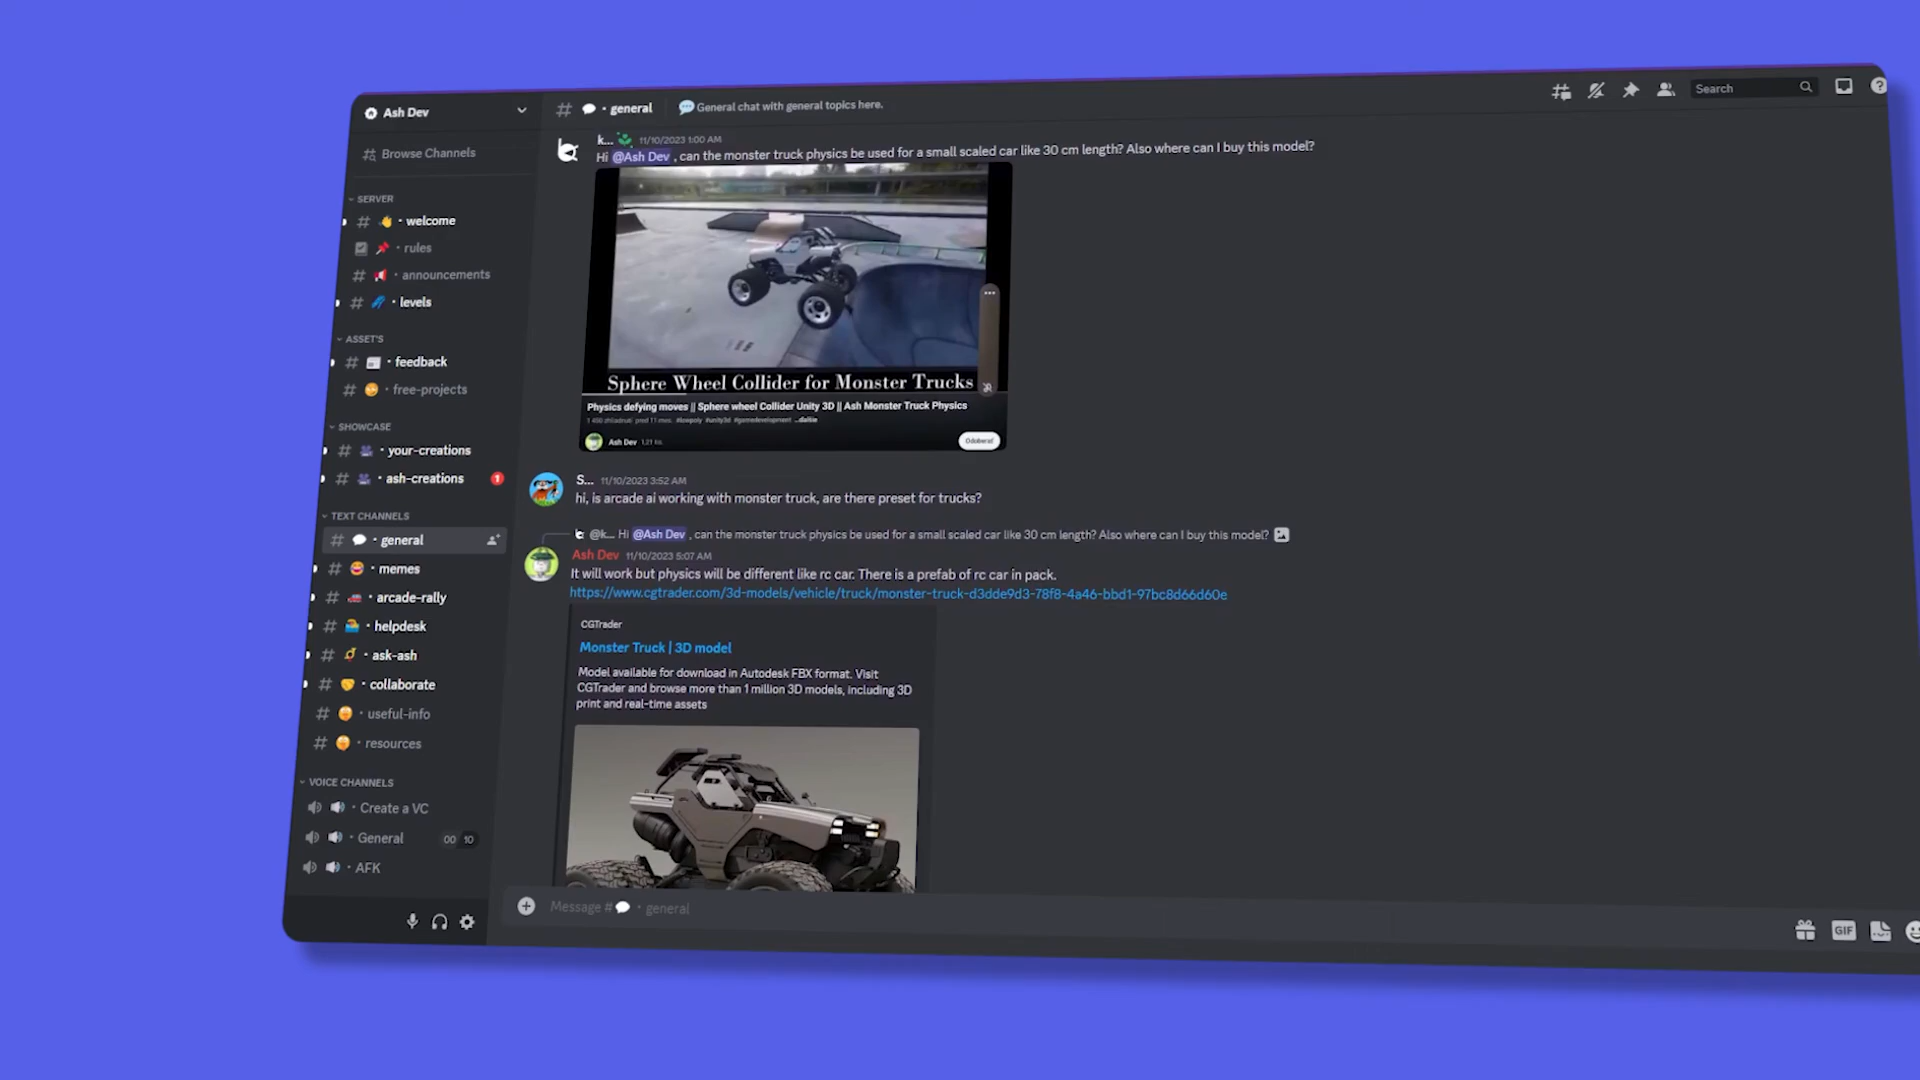 Ash Dev
Browse Channels
SERVER
welcome
rules
announcements
levels
ASSET'S
feedback
free-projects
SHOWCASE
your-creations
ash-creations 1
TEXT CHANNELS
general
memes
arcade-rally
helpdesk
ask-ash
collaborate
useful-info
resources
VOICE CHANNELS
Create a VC
General 00 10
AFK
general General chat with general topics here.
Search
k... 11/10/2023 1:00 AM
Hi @Ash Dev , can the monster truck physics be used for a small scaled car like 30 cm length? Also where can I buy this model?
Sphere Wheel Collider for Monster Trucks
Physics defying moves || Sphere wheel Collider Unity 3D || Ash Monster Truck Physics
#lowpoly #unity3d #gamedevelopment
Ash Dev
Odoberať
S... 11/10/2023 3:52 AM
hi, is arcade ai working with monster truck, are there preset for trucks?
@k... Hi @Ash Dev , can the monster truck physics be used for a small scaled car like 30 cm length? Also where can I buy this model?
Ash Dev 11/10/2023 5:07 AM
It will work but physics will be different like rc car. There is a prefab of rc car in pack.
https://www.cgtrader.com/3d-models/vehicle/truck/monster-truck-d3dde9d3-78f8-4a46-bbd1-97bc8d66d60e
CGTrader
Monster Truck | 3D model
Model available for download in Autodesk FBX format. Visit
CGTrader and browse more than 1 million 3D models, including 3D
print and real-time assets
Message # general
GIF